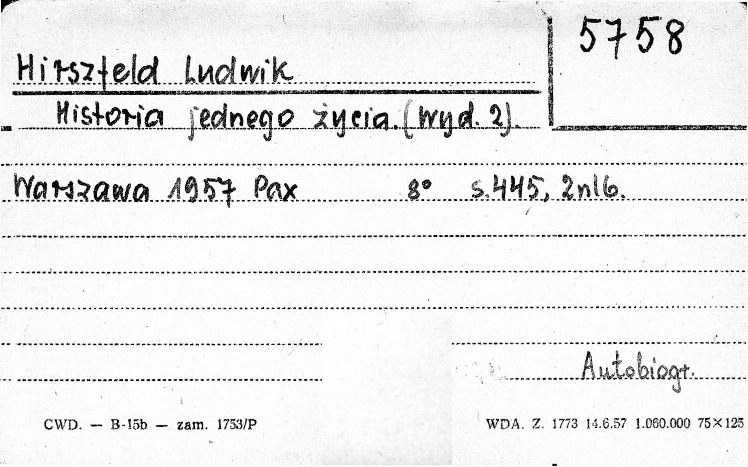 5758
Hirszfeld Ludwik
Historia jednego życia. (Wyd. 2).
Warszawa 1957 Pax 8° s. 445, 2nlb.
Autobiogr.
CWD. — B-15b — zam. 1753/P
WDA. Z. 1773 14.6.57 1.060.000 75×125